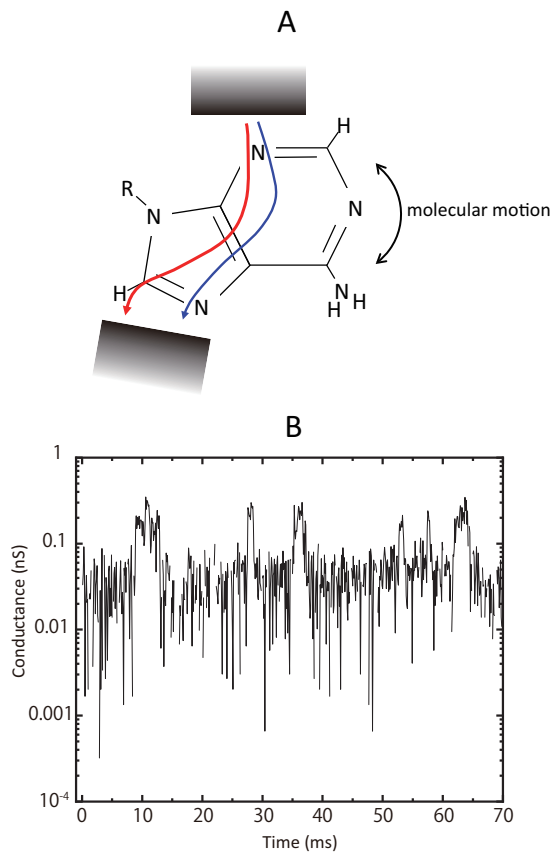 A
H
N
R
N
N
molecular motion
H
N
N
H
H
B
1
0.1
0.01
0.001
10-4
Conductance (nS)
0
10
20
30
40
50
60
70
Time (ms)